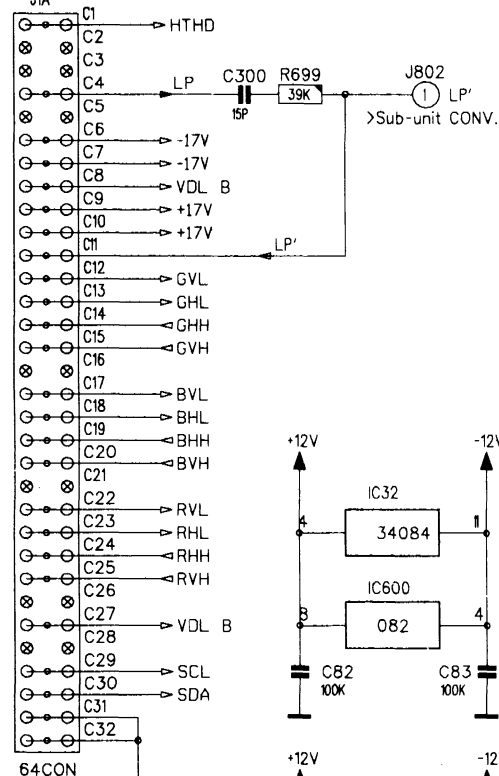 J1A
C1 HTHD
C2
C3
C4 LP C300 15P R699 39K J802 1 LP'
>Sub-unit CONV.
C5
C6 -17V
C7 -17V
C8 VDL B
C9 +17V
C10 +17V
C11 LP'
C12 GVL
C13 GHL
C14 GHH
C15 GVH
C16
C17 BVL
C18 BHL
C19 BHH
C20 BVH
C21
C22 RVL
C23 RHL
C24 RHH
C25 RVH
C26
C27 VDL B
C28
C29 SCL
C30 SDA
C31
C32
64CON
+12V -12V
IC32
4 34084 11
IC600
8 082 4
C82 100K C83 100K
+12V -12